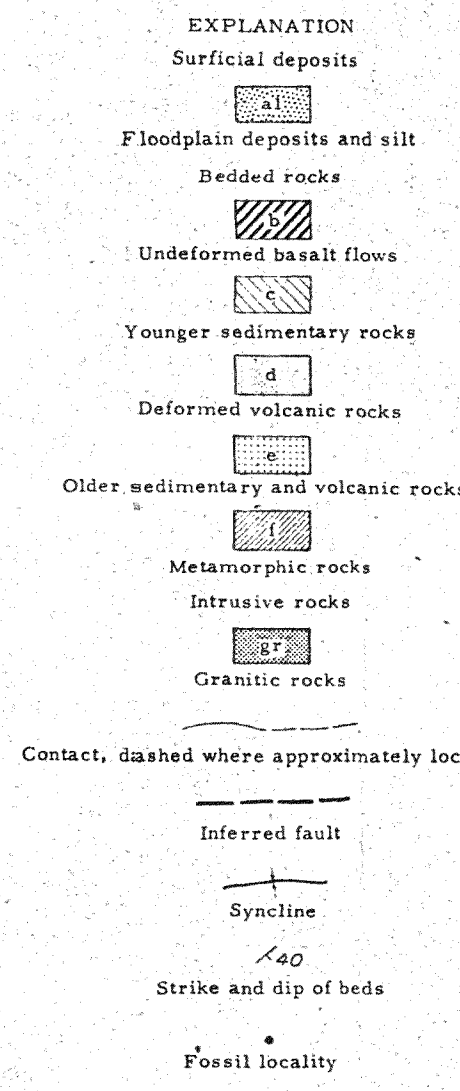 EXPLANATION
Surficial deposits
al
Floodplain deposits and silt
Bedded rocks
b
Undeformed basalt flows
c
Younger sedimentary rocks
d
Deformed volcanic rocks
e
Older sedimentary and volcanic rocks
f
Metamorphic rocks
Intrusive rocks
gr
Granitic rocks
Contact, dashed where approximately loc
Inferred fault
Syncline
40
Strike and dip of beds
Fossil locality